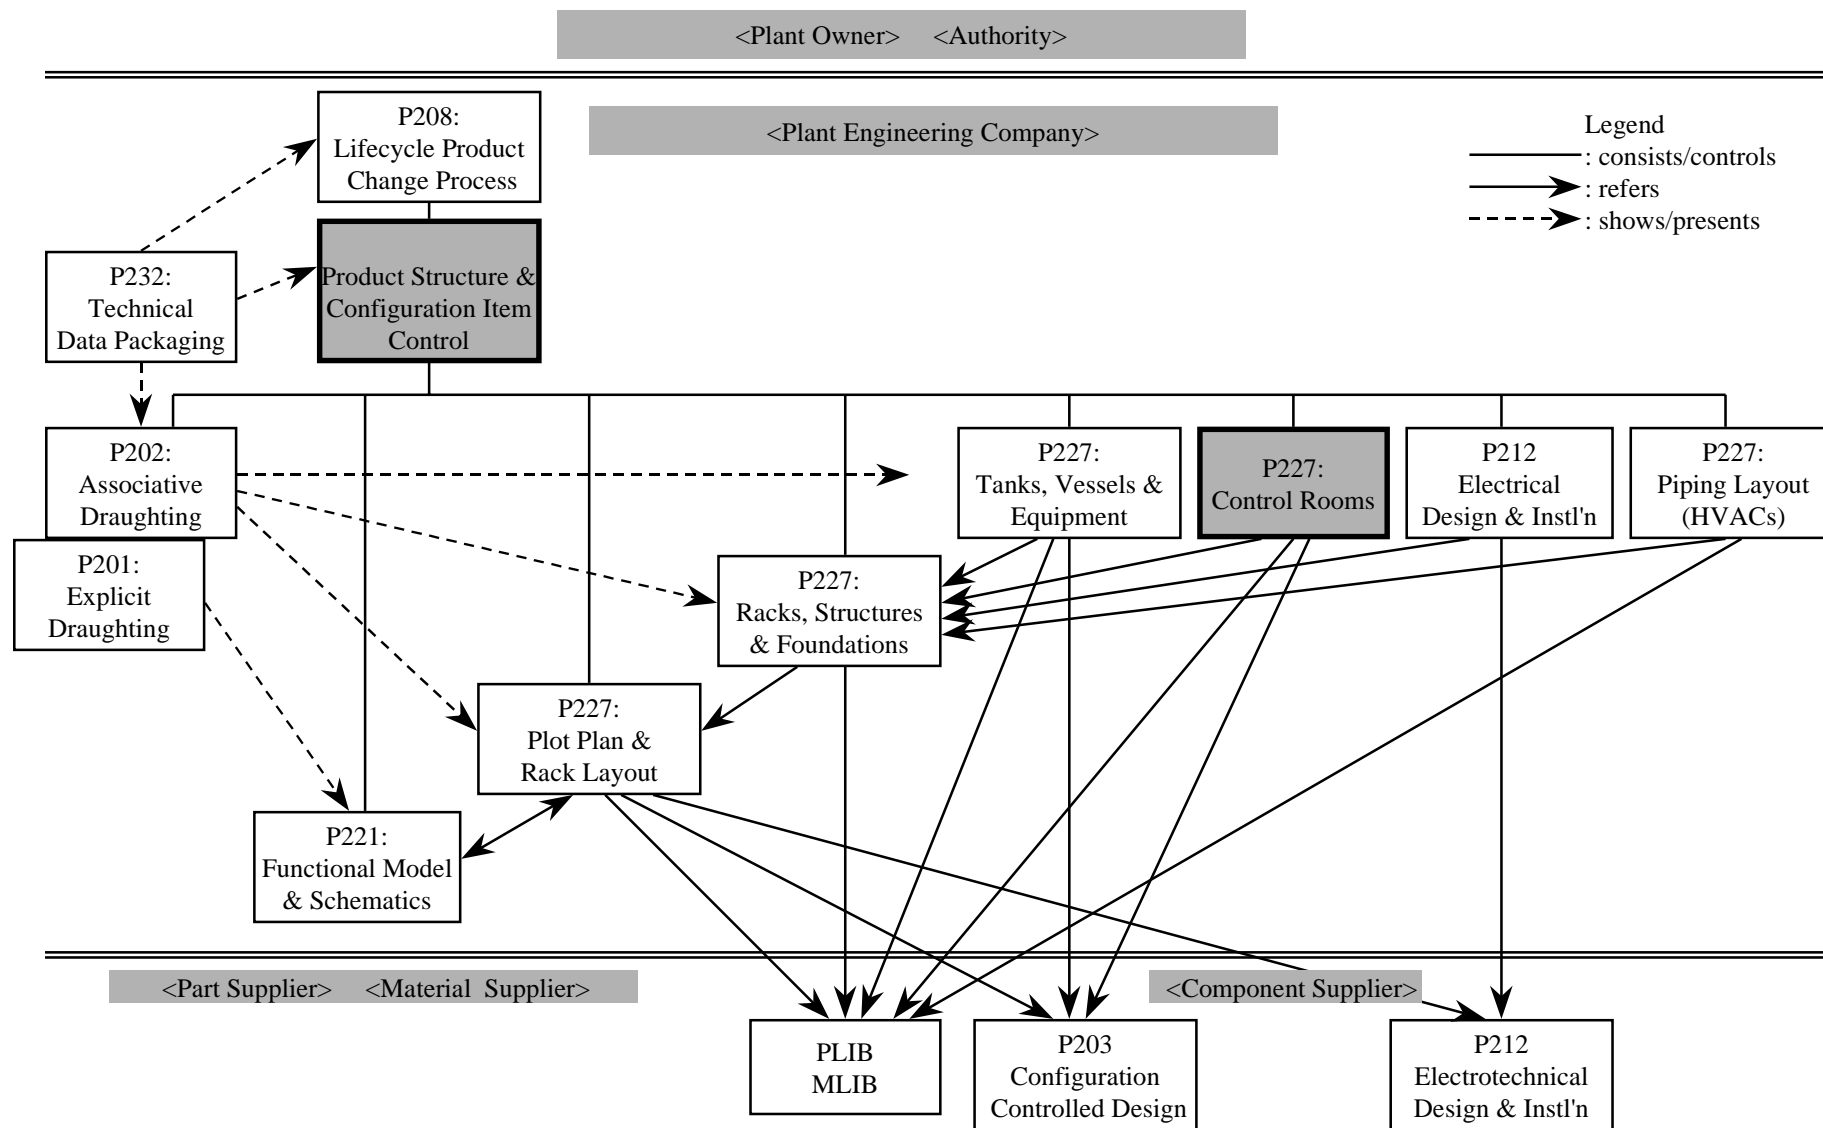 <Plant Owner> <Authority>
P208:
Lifecycle Product
Change Process
<Plant Engineering Company>
Legend
: consists/controls
: refers
: shows/presents
P232:
Technical
Data Packaging
Product Structure &
Configuration Item
Control
P202:
Associative
Draughting
P201:
Explicit
Draughting
P227:
Tanks, Vessels &
Equipment
P227:
Control Rooms
P212
Electrical
Design & Instl'n
P227:
Piping Layout
(HVACs)
P227:
Racks, Structures
& Foundations
P227:
Plot Plan &
Rack Layout
P221:
Functional Model
& Schematics
<Part Supplier> <Material Supplier>
<Component Supplier>
PLIB
MLIB
P203
Configuration
Controlled Design
P212
Electrotechnical
Design & Instl'n